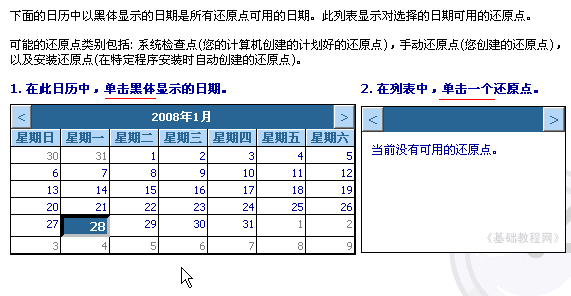 下面的日历中以黑体显示的日期是所有还原点可用的日期。此列表显示对选择的日期可用的还原点。
可能的还原点类别包括: 系统检查点(您的计算机创建的计划好的还原点)，手动还原点(您创建的还原点)，
以及安装还原点(在特定程序安装时自动创建的还原点)。
1. 在此日历中，单击黑体显示的日期。
2. 在列表中，单击一个还原点。
< 2008年1月 >
星期日 星期一 星期二 星期三 星期四 星期五 星期六
30 31 1 2 3 4 5
6 7 8 9 10 11 12
13 14 15 16 17 18 19
20 21 22 23 24 25 26
27 28 29 30 31 1 2
3 4 5 6 7 8 9
< >
当前没有可用的还原点。
《基础教程网》